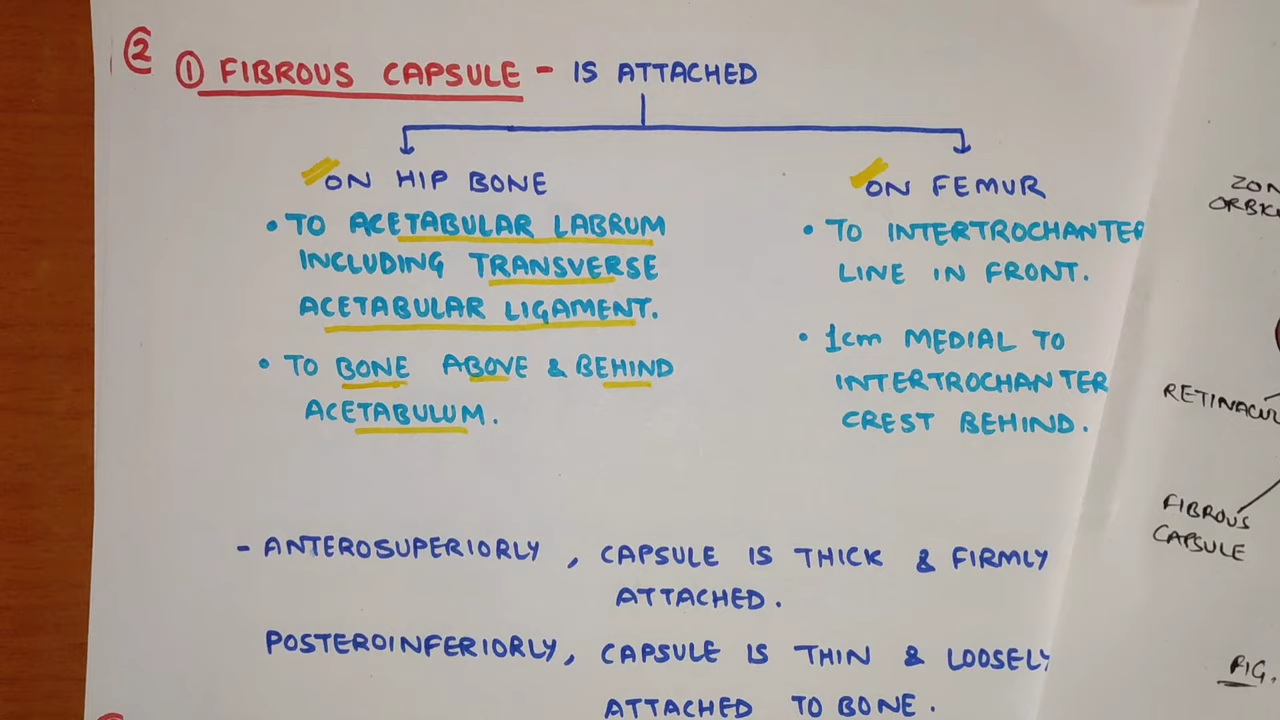 ②
① FIBROUS CAPSULE - IS ATTACHED
ON HIP BONE
• TO ACETABULAR LABRUM
INCLUDING TRANSVERSE
ACETABULAR LIGAMENT.
• TO BONE ABOVE & BEHIND
ACETABULUM.
ON FEMUR
• TO INTERTROCHANTER
LINE IN FRONT.
• 1cm MEDIAL TO
INTERTROCHANTER
CREST BEHIND.
- ANTEROSUPERIORLY, CAPSULE IS THICK & FIRMLY
ATTACHED.
POSTEROINFERIORLY, CAPSULE IS THIN & LOOSELY
ATTACHED TO BONE.
FIBROUS
CAPSULE
FIG.